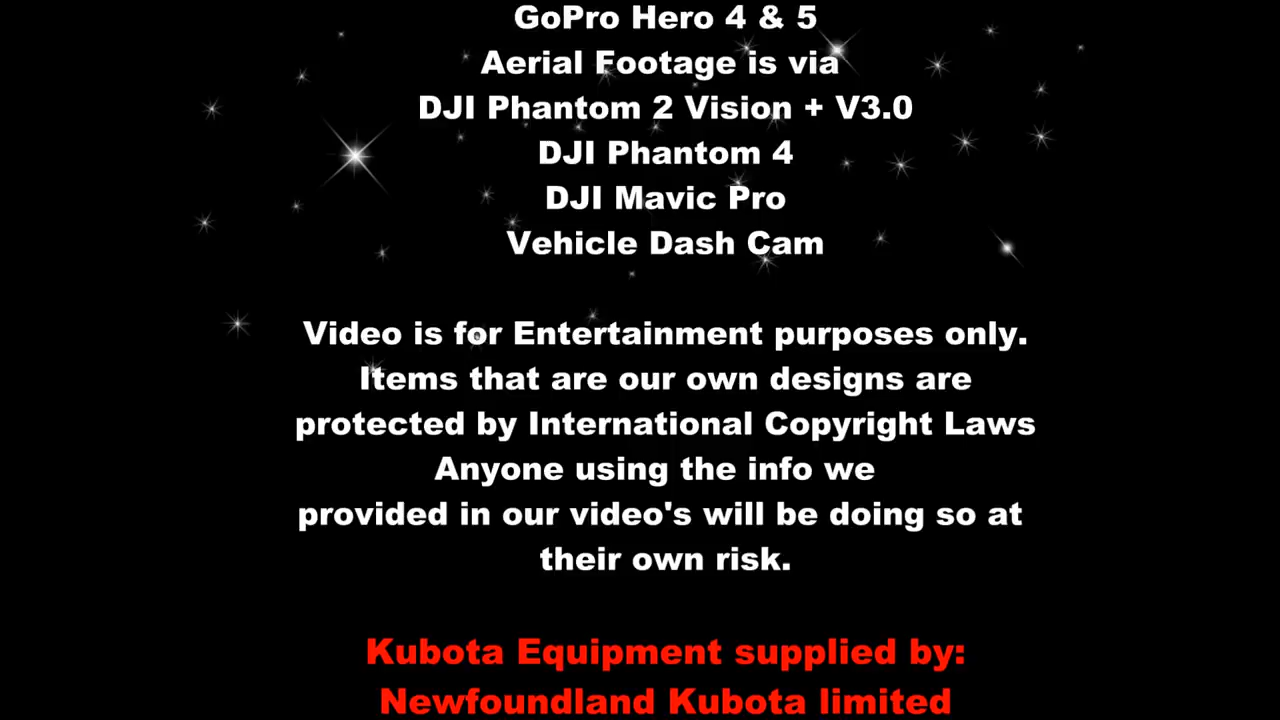 GoPro Hero 4 & 5
Aerial Footage is via
DJI Phantom 2 Vision + V3.0
DJI Phantom 4
DJI Mavic Pro
Vehicle Dash Cam
Video is for Entertainment purposes only.
Items that are our own designs are
protected by International Copyright Laws
Anyone using the info we
provided in our video's will be doing so at
their own risk.
Kubota Equipment supplied by:
Newfoundland Kubota limited